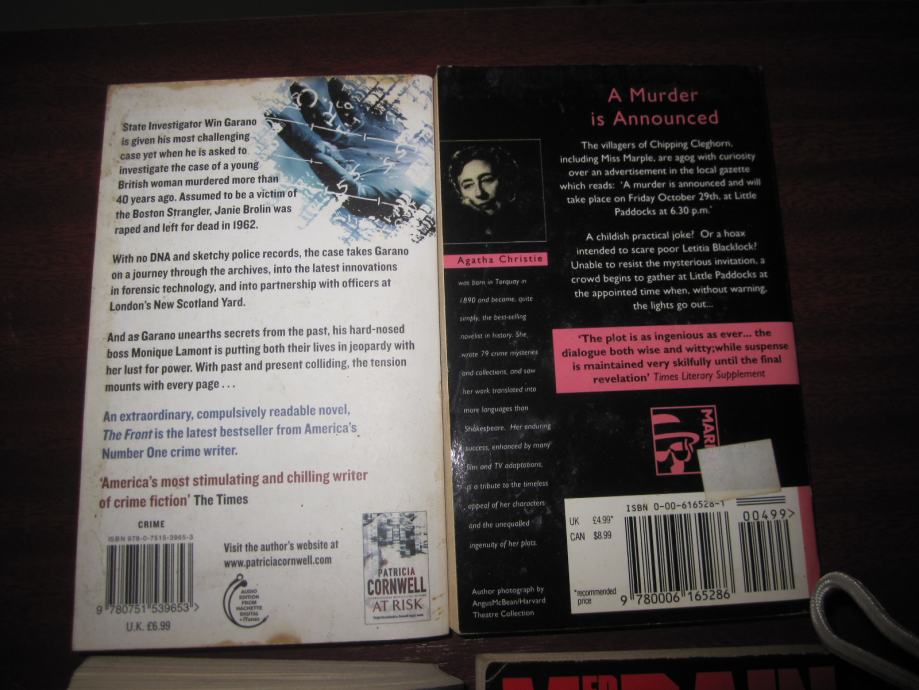 State Investigator Win Garano
is given his most challenging
case yet when he is asked to
investigate the case of a young
British woman murdered more than
40 years ago. Assumed to be a victim of
the Boston Strangler, Janie Brolin was
raped and left for dead in 1962.
With no DNA and sketchy police records, the case takes Garano
on a journey through the archives, into the latest innovations
in forensic technology, and into partnership with officers at
London's New Scotland Yard.
And as Garano unearths secrets from the past, his hard-nosed
boss Monique Lamont is putting both their lives in jeopardy with
her lust for power. With past and present colliding, the tension
mounts with every page . . .
An extraordinary, compulsively readable novel,
The Front is the latest bestseller from America's
Number One crime writer.
'America's most stimulating and chilling writer
of crime fiction' The Times
CRIME
ISBN 978-0-7515-3965-3
9 780751 539653>
U.K. £6.99
Visit the author's website at
www.patriciacornwell.com
AUDIO
EDITION
FROM
HACHETTE
DIGITAL
PATRICIA
CORNWELL
AT RISK
A Murder
is Announced
The villagers of Chipping Cleghorn,
including Miss Marple, are agog with curiosity
over an advertisement in the local gazette
which reads: 'A murder is announced and will
take place on Friday October 29th, at Little
Paddocks at 6.30 p.m.'
A childish practical joke? Or a hoax
intended to scare poor Letitia Blacklock?
Unable to resist the mysterious invitation, a
crowd begins to gather at Little Paddocks at
the appointed time when, without warning,
the lights go out...
'The plot is as ingenious as ever... the
dialogue both wise and witty;while suspense
is maintained very skilfully until the final
revelation' Times Literary Supplement
Agatha Christie
was born in Torquay in
1890 and became, quite
simply, the best-selling
novelist in history. She
wrote 79 crime mysteries
and collections, and saw
her work translated into
more languages than
Shakespeare. Her enduring
success, enhanced by many
film and TV adaptations,
is a tribute to the timeless
appeal of her characters
and the unequalled
ingenuity of her plots.
Author photograph by
AngusMcBean/Harvard
Theatre Collection
MAR
ISBN 0-00-616528-1
UK £4.99*
CAN $8.99
00499>
*recommended
price
9 780006 165286